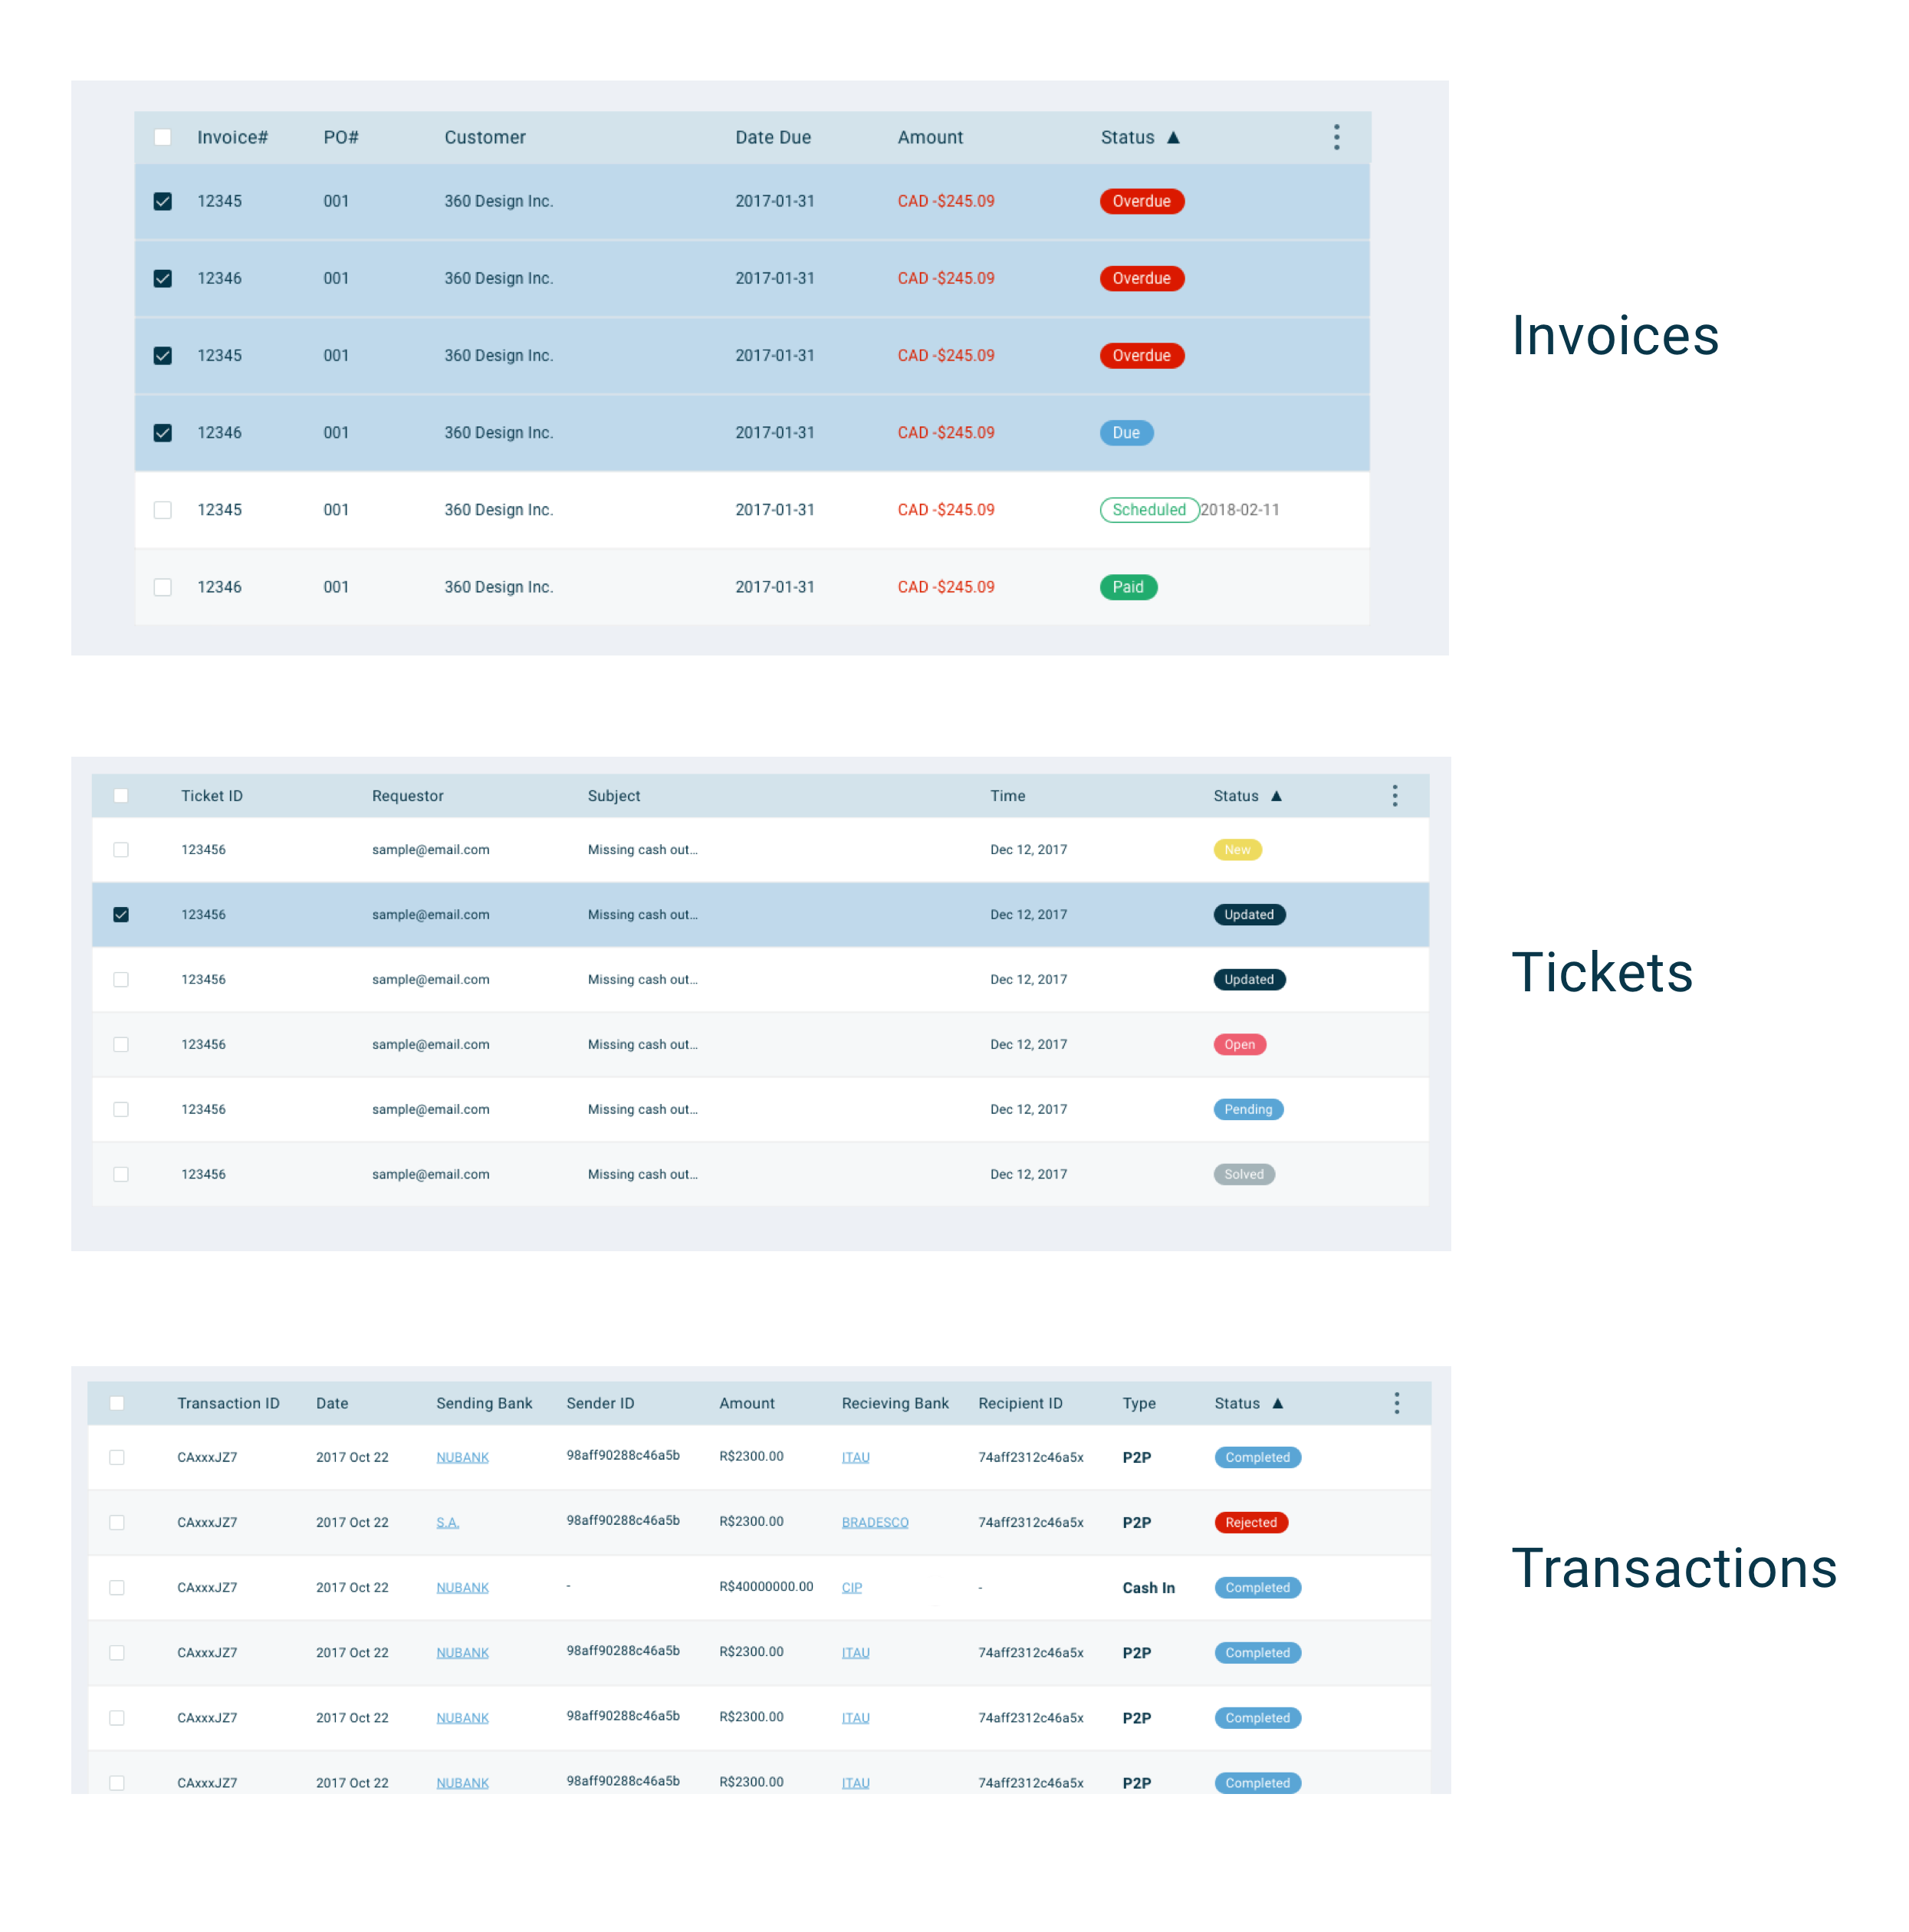 Invoice# PO# Customer Date Due Amount Status ▲
12345 001 360 Design Inc. 2017-01-31 CAD -$245.09 Overdue
12346 001 360 Design Inc. 2017-01-31 CAD -$245.09 Overdue
12345 001 360 Design Inc. 2017-01-31 CAD -$245.09 Overdue
12346 001 360 Design Inc. 2017-01-31 CAD -$245.09 Due
12345 001 360 Design Inc. 2017-01-31 CAD -$245.09 Scheduled 2018-02-11
12346 001 360 Design Inc. 2017-01-31 CAD -$245.09 Paid
Invoices
Ticket ID Requestor Subject Time Status ▲
123456 sample@email.com Missing cash out... Dec 12, 2017 New
123456 sample@email.com Missing cash out... Dec 12, 2017 Updated
123456 sample@email.com Missing cash out... Dec 12, 2017 Updated
123456 sample@email.com Missing cash out... Dec 12, 2017 Open
123456 sample@email.com Missing cash out... Dec 12, 2017 Pending
123456 sample@email.com Missing cash out... Dec 12, 2017 Solved
Tickets
Transaction ID Date Sending Bank Sender ID Amount Recieving Bank Recipient ID Type Status ▲
CAxxxJZ7 2017 Oct 22 NUBANK 98aff90288c46a5b R$2300.00 ITAU 74aff2312c46a5x P2P Completed
CAxxxJZ7 2017 Oct 22 S.A. 98aff90288c46a5b R$2300.00 BRADESCO 74aff2312c46a5x P2P Rejected
CAxxxJZ7 2017 Oct 22 NUBANK - R$40000000.00 CIP - Cash In Completed
CAxxxJZ7 2017 Oct 22 NUBANK 98aff90288c46a5b R$2300.00 ITAU 74aff2312c46a5x P2P Completed
CAxxxJZ7 2017 Oct 22 NUBANK 98aff90288c46a5b R$2300.00 ITAU 74aff2312c46a5x P2P Completed
CAxxxJZ7 2017 Oct 22 NUBANK 98aff90288c46a5b R$2300.00 ITAU 74aff2312c46a5x P2P Completed
Transactions